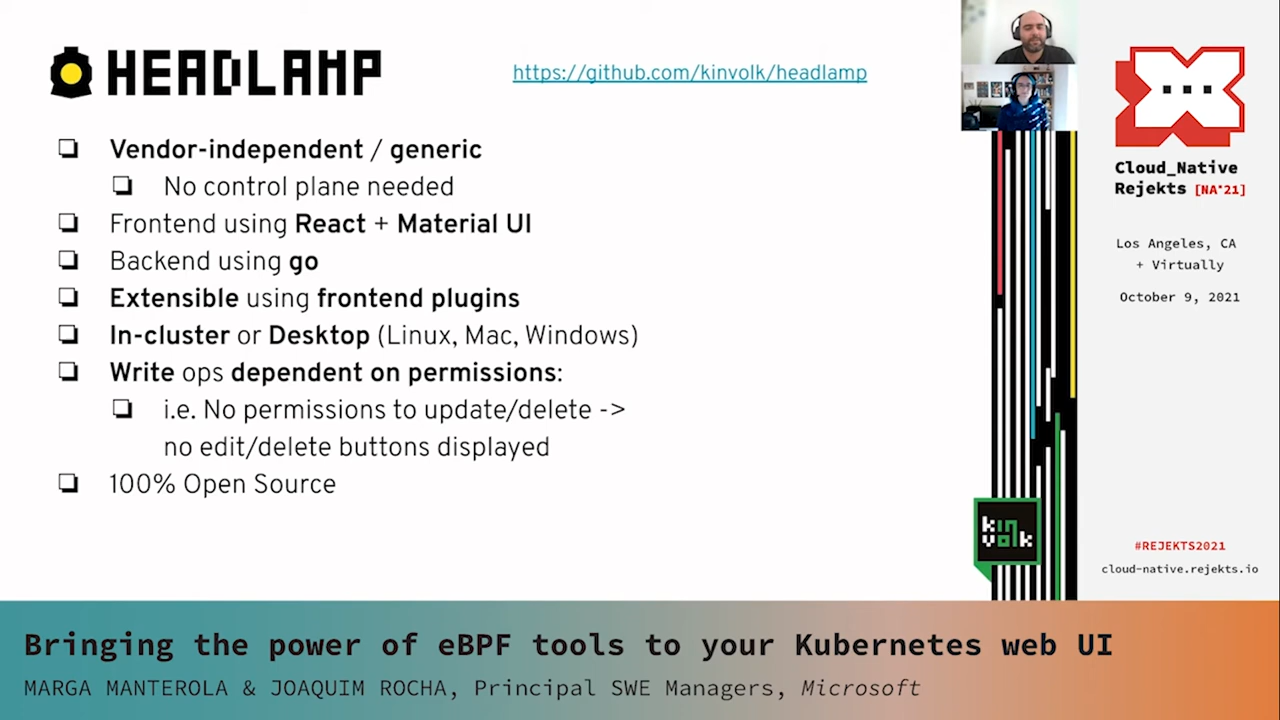 HEADLAMP
https://github.com/kinvolk/headlamp
❏ Vendor-independent / generic
❏ No control plane needed
❏ Frontend using React + Material UI
❏ Backend using go
❏ Extensible using frontend plugins
❏ In-cluster or Desktop (Linux, Mac, Windows)
❏ Write ops dependent on permissions:
❏ i.e. No permissions to update/delete ->
no edit/delete buttons displayed
❏ 100% Open Source
kin
volk
Cloud_Native
Rejekts [NA'21]
Los Angeles, CA
+ Virtually
October 9, 2021
#REJEKTS2021
cloud-native.rejekts.io
Bringing the power of eBPF tools to your Kubernetes web UI
MARGA MANTEROLA & JOAQUIM ROCHA, Principal SWE Managers, Microsoft